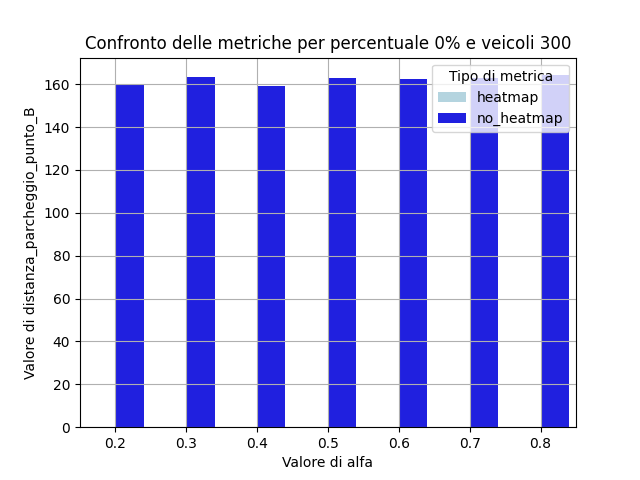 Confronto delle metriche per percentuale 0% e veicoli 300
Valore di distanza_parcheggio_punto_B
160
140
120
100
80
60
40
20
0
Tipo di metrica
heatmap
no_heatmap
0.2 0.3 0.4 0.5 0.6 0.7 0.8
Valore di alfa